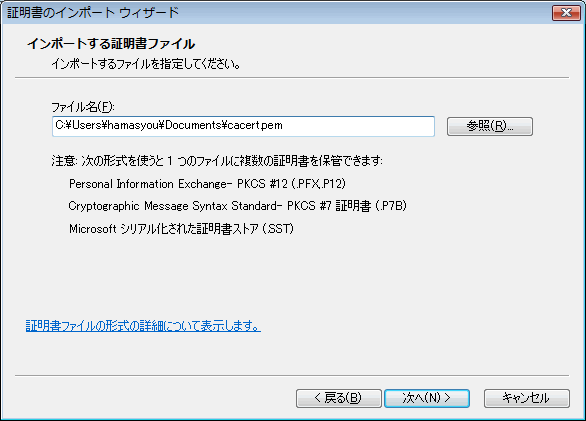 証明書のインポート ウィザード
インポートする証明書ファイル
インポートするファイルを指定してください。
ファイル名(F):
C:¥Users¥hamasyou¥Documents¥cacert.pem
参照(R)...
注意: 次の形式を使うと 1 つのファイルに複数の証明書を保管できます:
Personal Information Exchange- PKCS #12 (.PFX,.P12)
Cryptographic Message Syntax Standard- PKCS #7 証明書 (.P7B)
Microsoft シリアル化された証明書ストア (.SST)
証明書ファイルの形式の詳細について表示します。
< 戻る(B) 次へ(N) > キャンセル